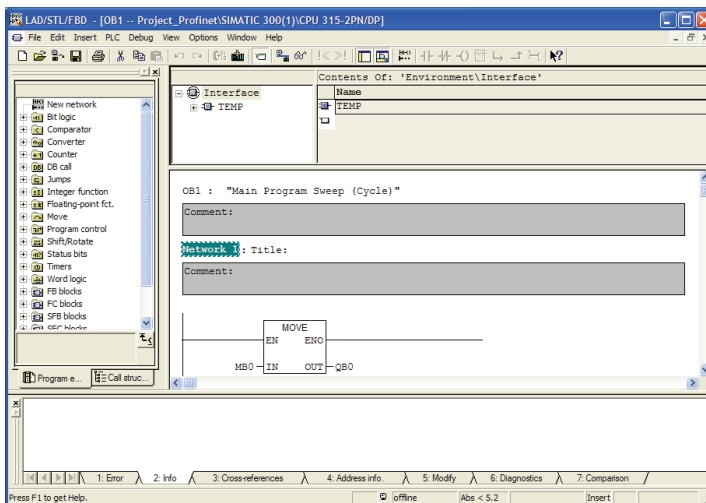 LAD/STL/FBD - [OB1 -- Project_Profinet\SIMATIC 300(1)\CPU 315-2PN/DP]
File Edit Insert PLC Debug View Options Window Help
New network
Bit logic
Comparator
Converter
Counter
DB call
Jumps
Integer function
Floating-point fct.
Move
Program control
Shift/Rotate
Status bits
Timers
Word logic
FB blocks
FC blocks
SFB blocks
SFC blocks
Program e...
Call struc...
Interface
TEMP
Contents Of: 'Environment\Interface'
Name
TEMP
OB1 : "Main Program Sweep (Cycle)"
Comment:
Network 1: Title:
Comment:
MOVE
EN ENO
MB0 IN OUT QB0
1: Error 2: Info 3: Cross-references 4: Address info. 5: Modify 6: Diagnostics 7: Comparison
Press F1 to get Help. offline Abs < 5.2 Insert